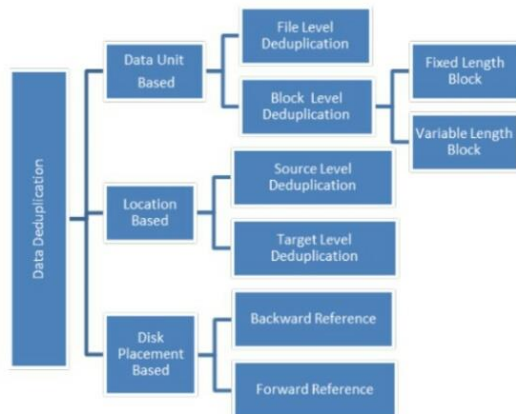 Data Deduplication
Data Unit
Based
File Level
Deduplication
Block Level
Deduplication
Fixed Length
Block
Variable Length
Block
Location
Based
Source Level
Deduplication
Target Level
Deduplication
Disk
Placement
Based
Backward Reference
Forward Reference